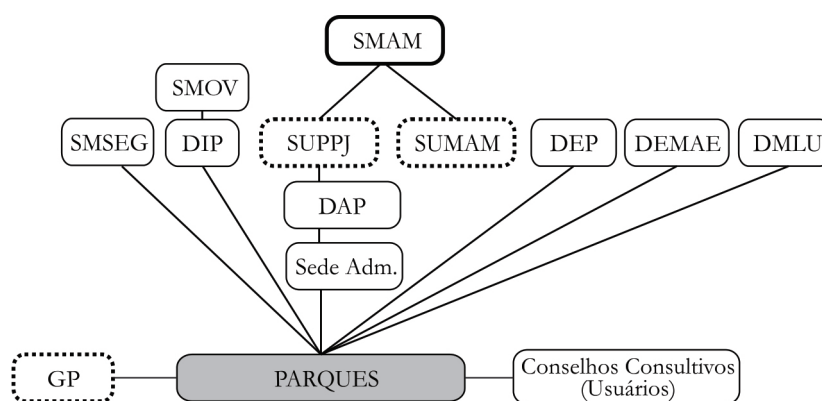 SMAM
SMOV
SMSEG
DIP
SUPPJ
SUMAM
DEP
DEMAE
DMLU
DAP
Sede Adm.
GP
PARQUES
Conselhos Consultivos
(Usuários)